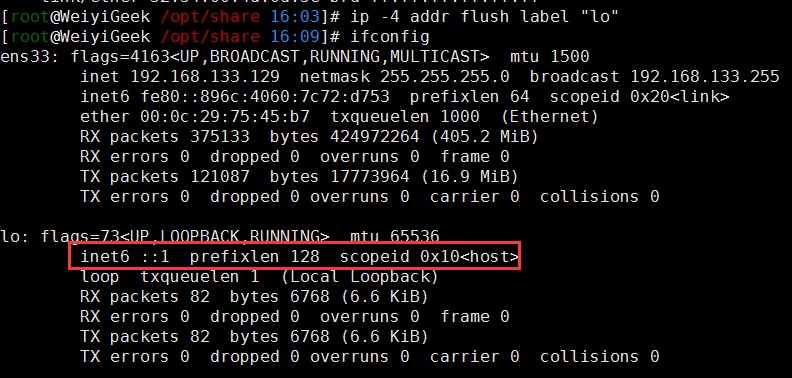 [root@WeiyiGeek /opt/share 16:03]# ip -4 addr flush label "lo"
[root@WeiyiGeek /opt/share 16:09]# ifconfig
ens33: flags=4163<UP,BROADCAST,RUNNING,MULTICAST>  mtu 1500
        inet 192.168.133.129  netmask 255.255.255.0  broadcast 192.168.133.255
        inet6 fe80::896c:4060:7c72:d753  prefixlen 64  scopeid 0x20<link>
        ether 00:0c:29:75:45:b7  txqueuelen 1000  (Ethernet)
        RX packets 375133  bytes 424972264 (405.2 MiB)
        RX errors 0  dropped 0  overruns 0  frame 0
        TX packets 121087  bytes 17773964 (16.9 MiB)
        TX errors 0  dropped 0 overruns 0  carrier 0  collisions 0

lo: flags=73<UP,LOOPBACK,RUNNING>  mtu 65536
        inet6 ::1  prefixlen 128  scopeid 0x10<host>
        loop  txqueuelen 1  (Local Loopback)
        RX packets 82  bytes 6768 (6.6 KiB)
        RX errors 0  dropped 0  overruns 0  frame 0
        TX packets 82  bytes 6768 (6.6 KiB)
        TX errors 0  dropped 0 overruns 0  carrier 0  collisions 0